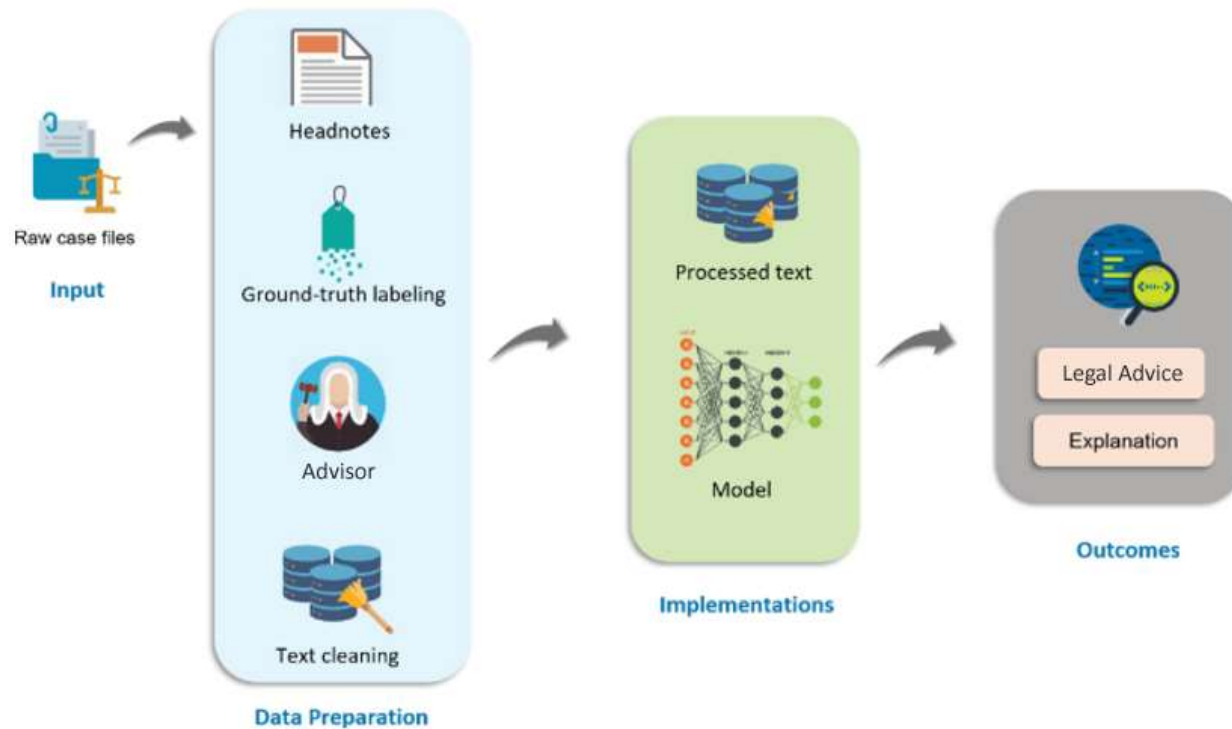 Raw case files
Input
Headnotes
Ground-truth labeling
Advisor
Text cleaning
Data Preparation
Processed text
Model
Implementations
Legal Advice
Explanation
Outcomes